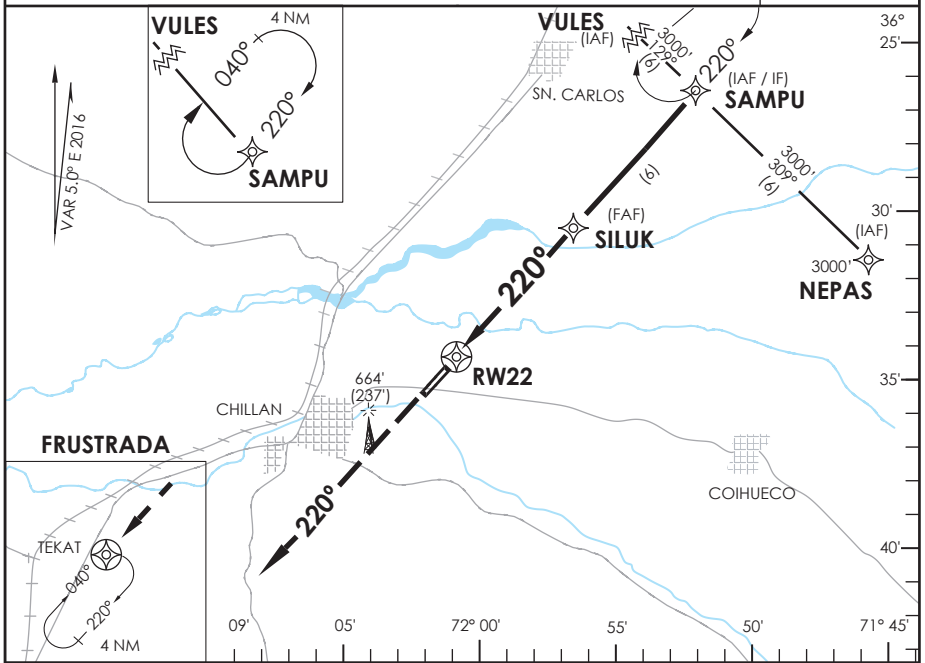 VULES
4 NM
040°
220°
SAMPU
VAR 5.0° E 2016
VULES
(IAF)
3000'
129°
(6)
220°
(IAF / IF)
SAMPU
SN. CARLOS
36°
25'
(6)
3000'
309°
(6)
(FAF)
SILUK
30'
(IAF)
3000'
NEPAS
220°
RW22
35'
664'
(237')
CHILLAN
COIHUECO
FRUSTRADA
220°
TEKAT
040°
220°
4 NM
40'
09'
05'
72° 00'
55'
50'
71° 45'